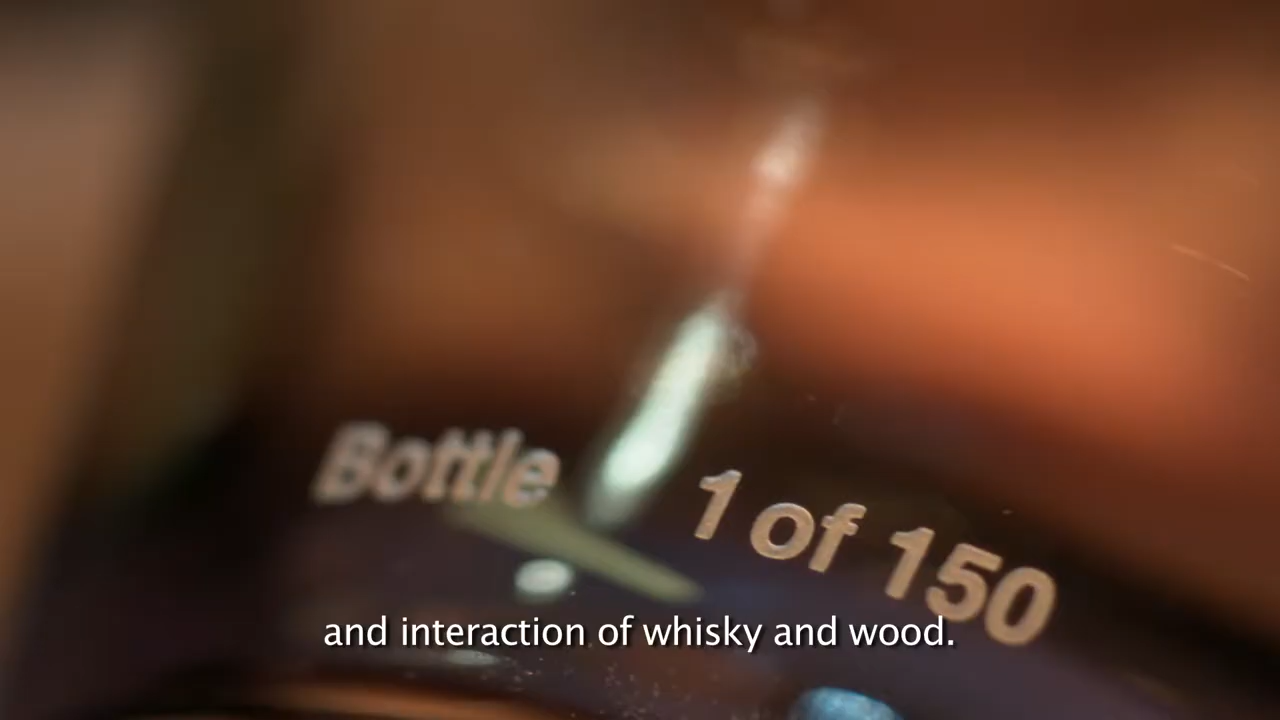 Bottle 1 of 150
and interaction of whisky and wood.